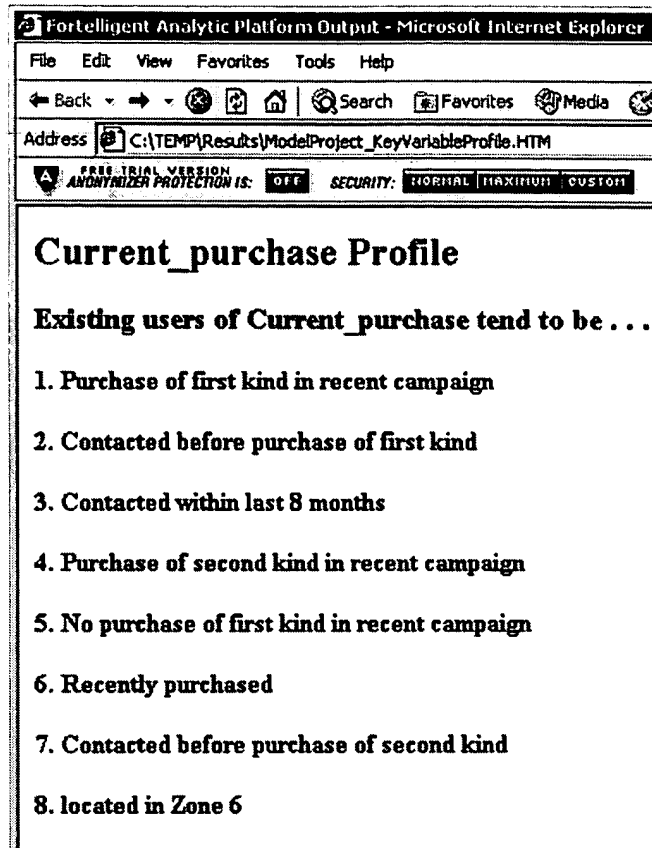 Fortelligent Analytic Platform Output - Microsoft Internet Explorer
File Edit View Favorites Tools Help
Back Search Favorites Media
Address C:\TEMP\Results\ModelProject_KeyVariableProfile.HTM
FREE TRIAL VERSION
ANONYMIZER PROTECTION IS: OFF SECURITY: NORMAL MAXIMUM CUSTOM
Current_purchase Profile
Existing users of Current_purchase tend to be . . .
1. Purchase of first kind in recent campaign
2. Contacted before purchase of first kind
3. Contacted within last 8 months
4. Purchase of second kind in recent campaign
5. No purchase of first kind in recent campaign
6. Recently purchased
7. Contacted before purchase of second kind
8. located in Zone 6